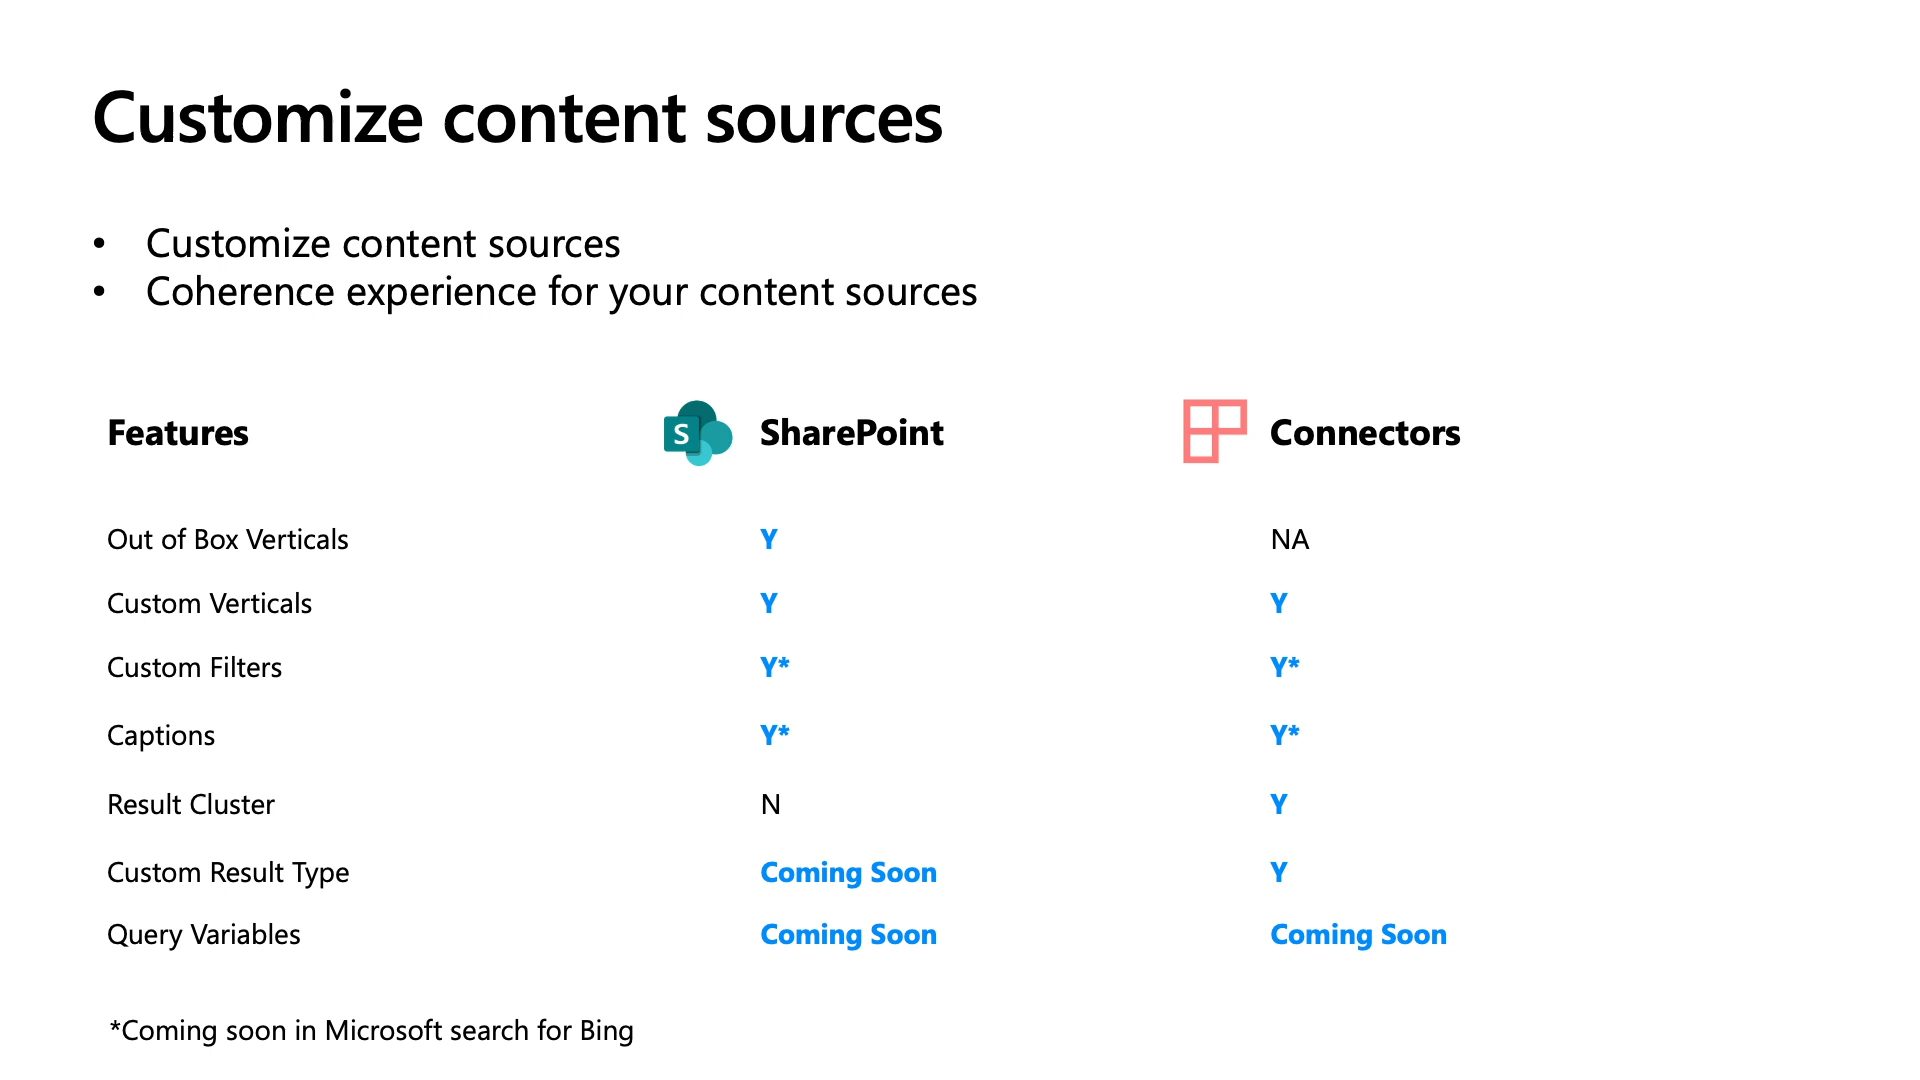 Customize content sources
• Customize content sources
• Coherence experience for your content sources
Features S SharePoint Connectors
Out of Box Verticals Y NA
Custom Verticals Y Y
Custom Filters Y* Y*
Captions Y* Y*
Result Cluster N Y
Custom Result Type Coming Soon Y
Query Variables Coming Soon Coming Soon
*Coming soon in Microsoft search for Bing